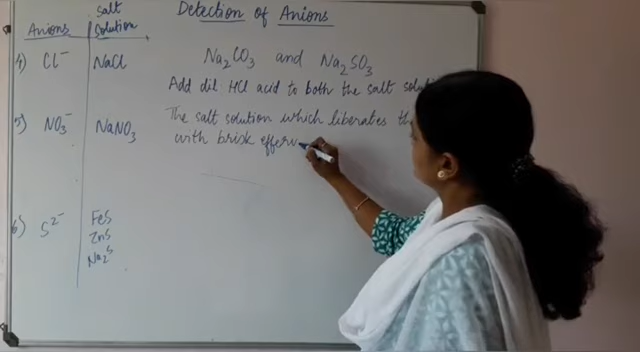 Detection of Anions
Anions
salt
solution
4) Cl⁻ NaCl
5) NO₃⁻ NaNO₃
6) S²⁻ FeS
ZnS
Na₂S
Na₂CO₃ and Na₂SO₃
Add dil HCl acid to both the salt
The salt solution which liberates
with brisk efferv